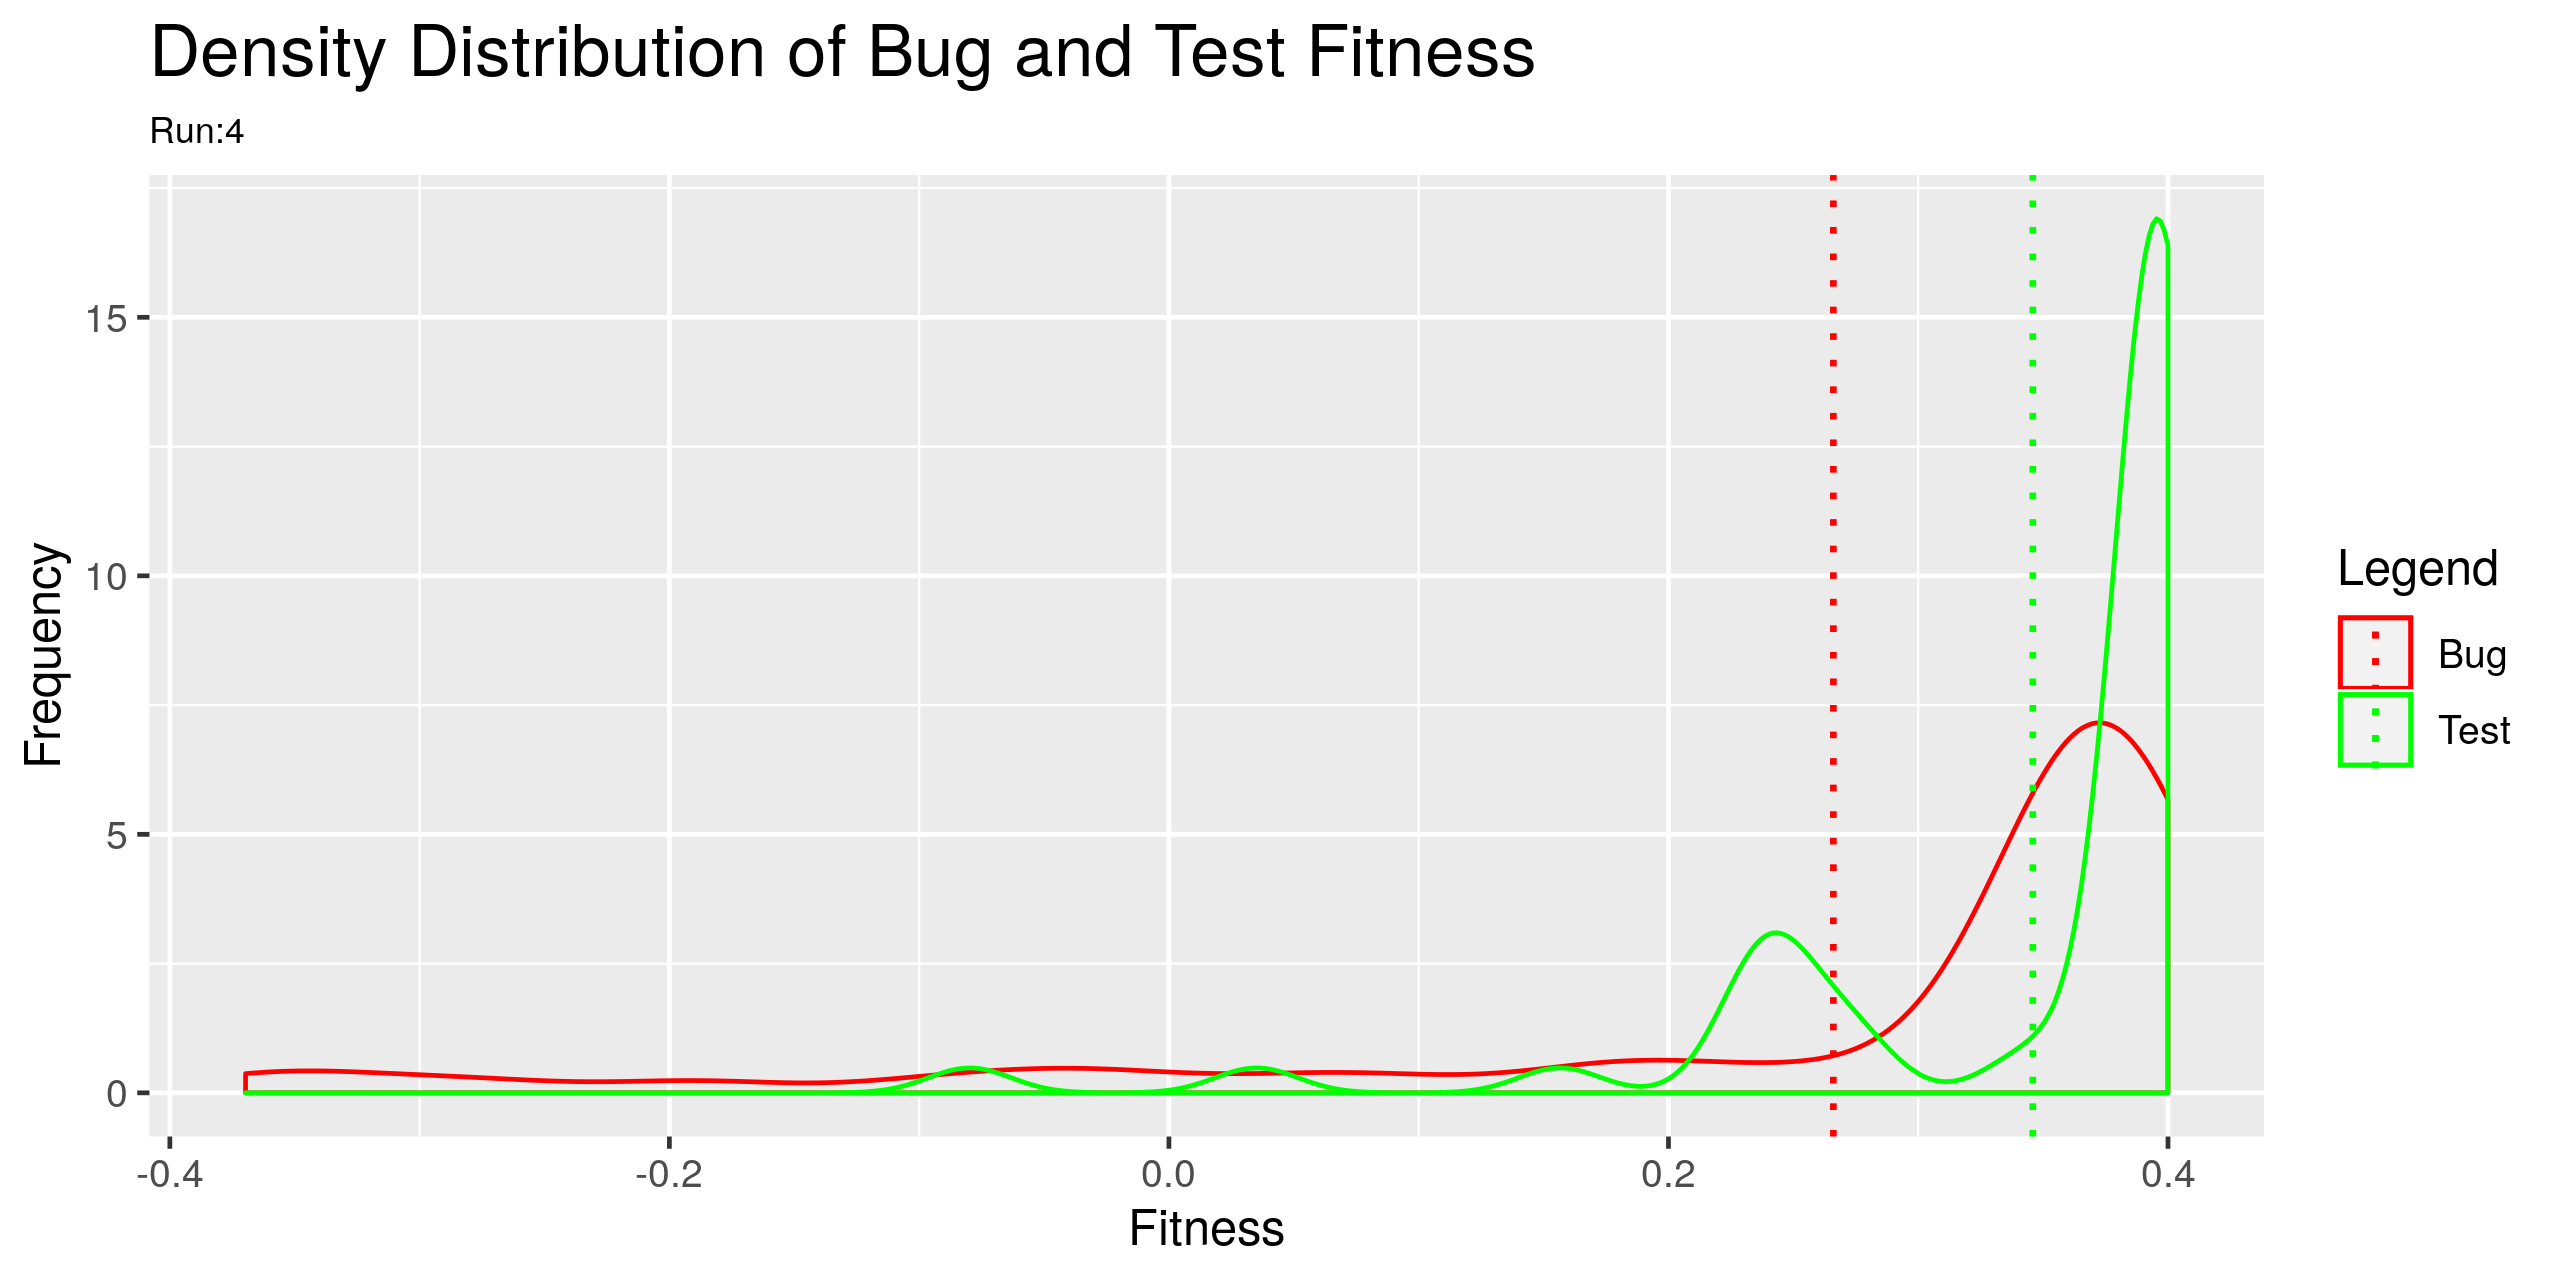 Density Distribution of Bug and Test Fitness
Run:4
Frequency
15
10
5
0
-0.4
-0.2
0.0
0.2
0.4
Fitness
Legend
Bug
Test